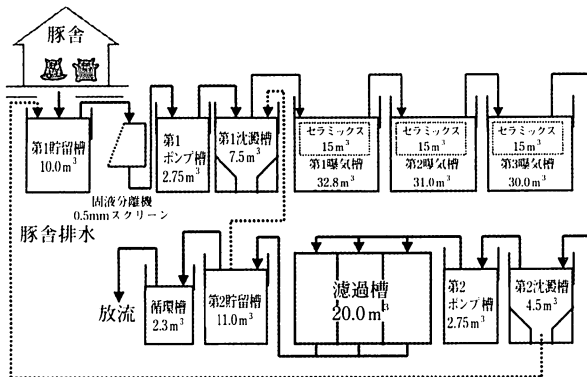 豚舎
第1貯留槽
10.0m³
固液分離機
0.5mmスクリーン
第1
ポンプ槽
2.75m³
第1沈澱槽
7.5m³
セラミックス
15m³
第1曝気槽
32.8m³
セラミックス
15m³
第2曝気槽
31.0m³
セラミックス
15m³
第3曝気槽
30.0m³
豚舎排水
放流
循環槽
2.3m³
第2貯留槽
11.0m³
濾過槽
20.0m³
第2
ポンプ槽
2.75m³
第2沈澱槽
4.5m³